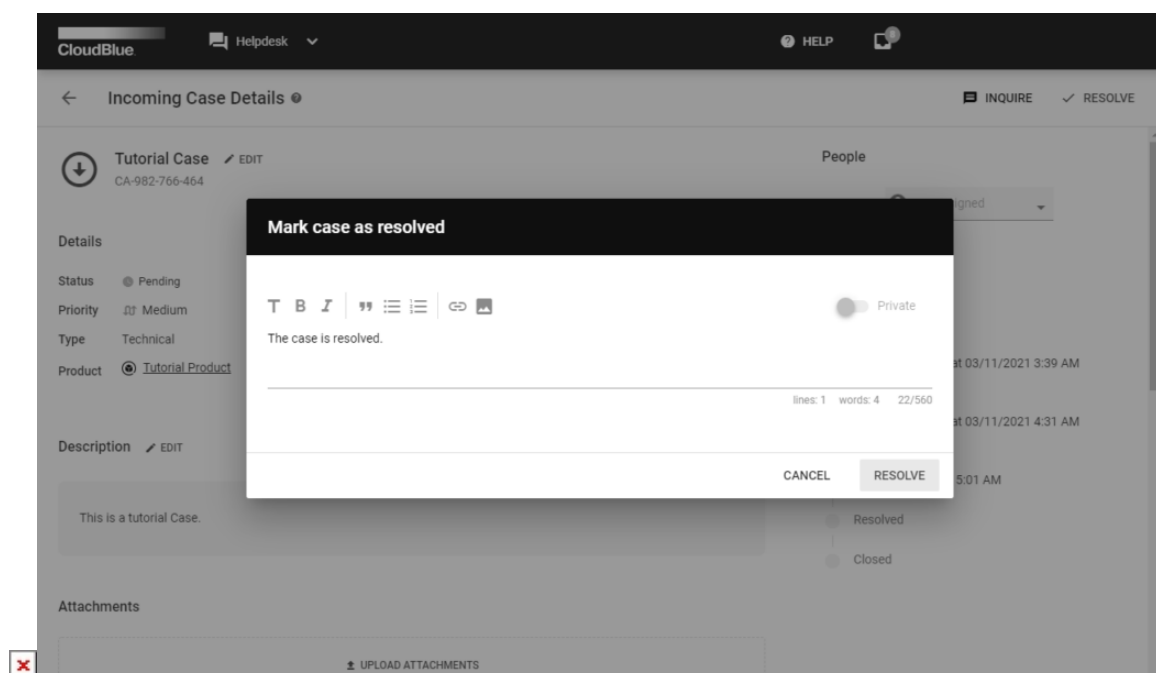 CloudBlue
Helpdesk
HELP
Incoming Case Details
INQUIRE
RESOLVE
Tutorial Case
EDIT
CA-982-766-464
People
igned
Mark case as resolved
Details
Status
Pending
Priority
Medium
Type
Technical
Product
Tutorial Product
T B I
Private
The case is resolved.
lines: 1 words: 4 22/560
at 03/11/2021 3:39 AM
at 03/11/2021 4:31 AM
CANCEL
RESOLVE
5:01 AM
Description
EDIT
This is a tutorial Case.
Resolved
Closed
Attachments
UPLOAD ATTACHMENTS